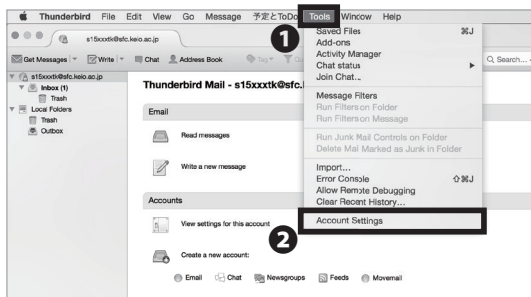 Thunderbird File Edit View Go Message 予定とToDo Tools Window Help
s15xxxtk@sfc.keio.ac.jp
Get Messages Write Chat Address Book Tag Search...
s15xxxtk@sfc.keio.ac.jp
Inbox (1)
Trash
Local Folders
Trash
Outbox
Thunderbird Mail - s15xxxtk@sfc.
Email
Read messages
Write a new message
Accounts
View settings for this account
Create a new account:
Email Chat Newsgroups Feeds Movemail
1
Saved Files ⌘J
Add-ons
Activity Manager
Chat status
Join Chat...
Message Filters
Run Filters on Folder
Run Filters on Message
Run Junk Mail Controls on Folder
Delete Mail Marked as Junk in Folder
Import...
Error Console ⇧⌘J
Allow Remote Debugging
Clear Recent History...
2
Account Settings